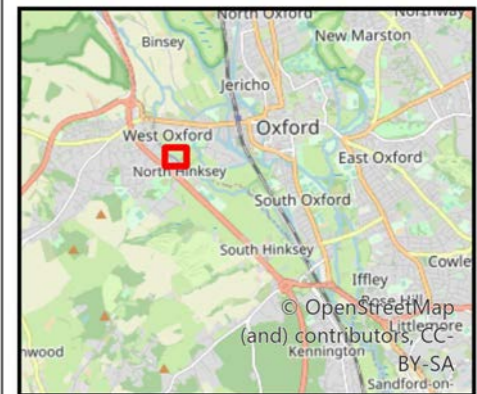 North Oxford
Northway
Binsey
New Marston
Jericho
West Oxford
Oxford
East Oxford
North Hinksey
South Oxford
South Hinksey
Cowle
Iffley
Rose Hill
© OpenStreetMap
Littlemore
(and) contributors, CC-
Kennington
nwood
BY-SA
Sandford-on-